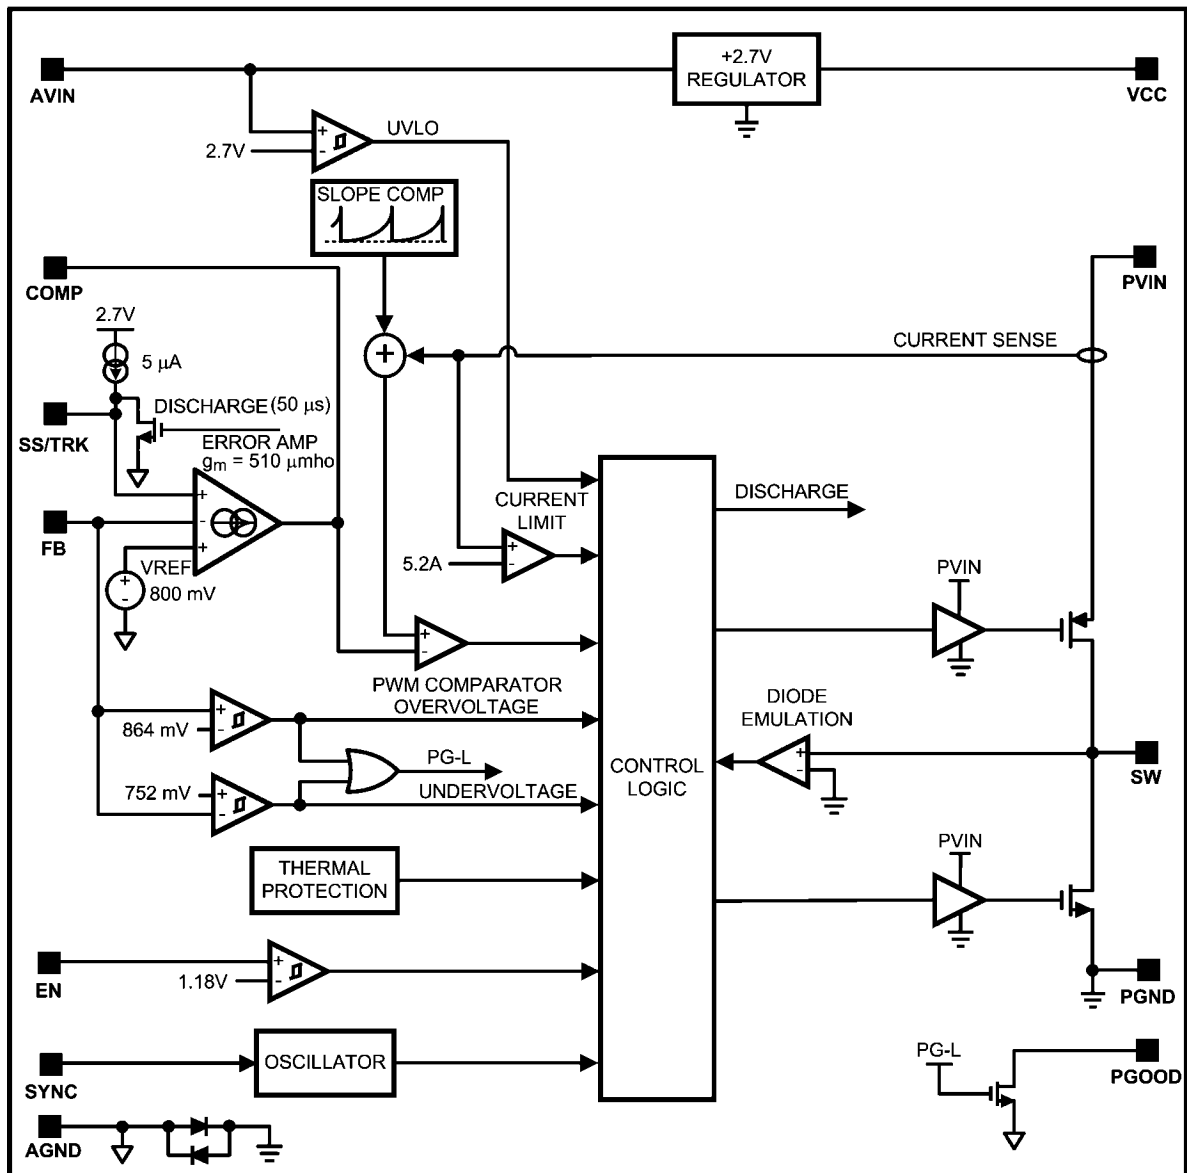 AVIN
+2.7V
REGULATOR
VCC
UVLO
2.7V
+
-
SLOPE COMP
COMP
PVIN
2.7V
5 μA
+
CURRENT SENSE
DISCHARGE (50 μs)
SS/TRK
ERROR AMP
gm = 510 μmho
+
-
+
FB
VREF
+
-
800 mV
CURRENT
LIMIT
5.2A
+
-
DISCHARGE
PVIN
+
-
PWM COMPARATOR
OVERVOLTAGE
864 mV
+
-
PG-L
DIODE
EMULATION
+
-
SW
752 mV
+
-
UNDERVOLTAGE
CONTROL
LOGIC
THERMAL
PROTECTION
PVIN
EN
1.18V
+
-
PGND
SYNC
OSCILLATOR
PG-L
PGOOD
AGND